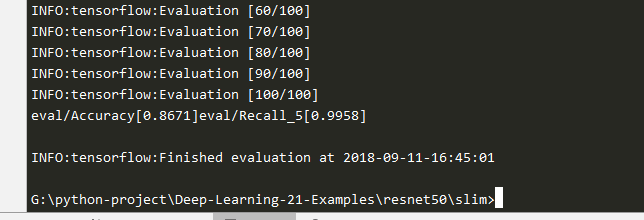 INFO:tensorflow:Evaluation [60/100]
INFO:tensorflow:Evaluation [70/100]
INFO:tensorflow:Evaluation [80/100]
INFO:tensorflow:Evaluation [90/100]
INFO:tensorflow:Evaluation [100/100]
eval/Accuracy[0.8671]eval/Recall_5[0.9958]
INFO:tensorflow:Finished evaluation at 2018-09-11-16:45:01
G:\python-project\Deep-Learning-21-Examples\resnet50\slim>